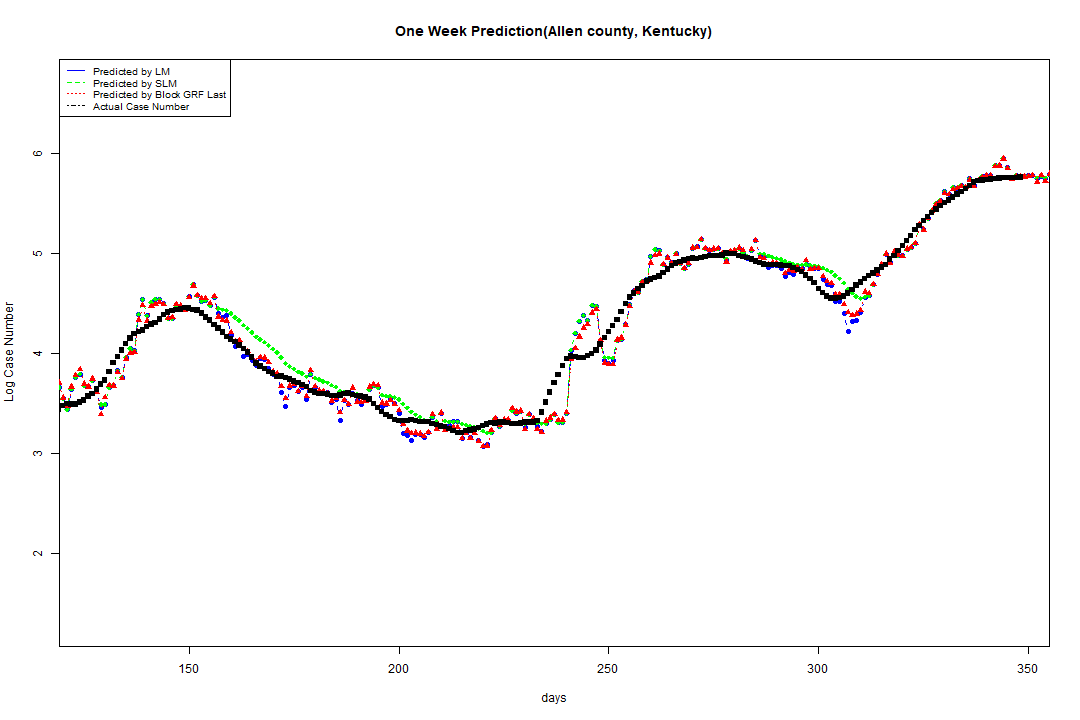 One Week Prediction(Allen county, Kentucky)
Predicted by LM
Predicted by SLM
Predicted by Block GRF Last
Actual Case Number
6
5
4
3
2
Log Case Number
150 200 250 300 350
days